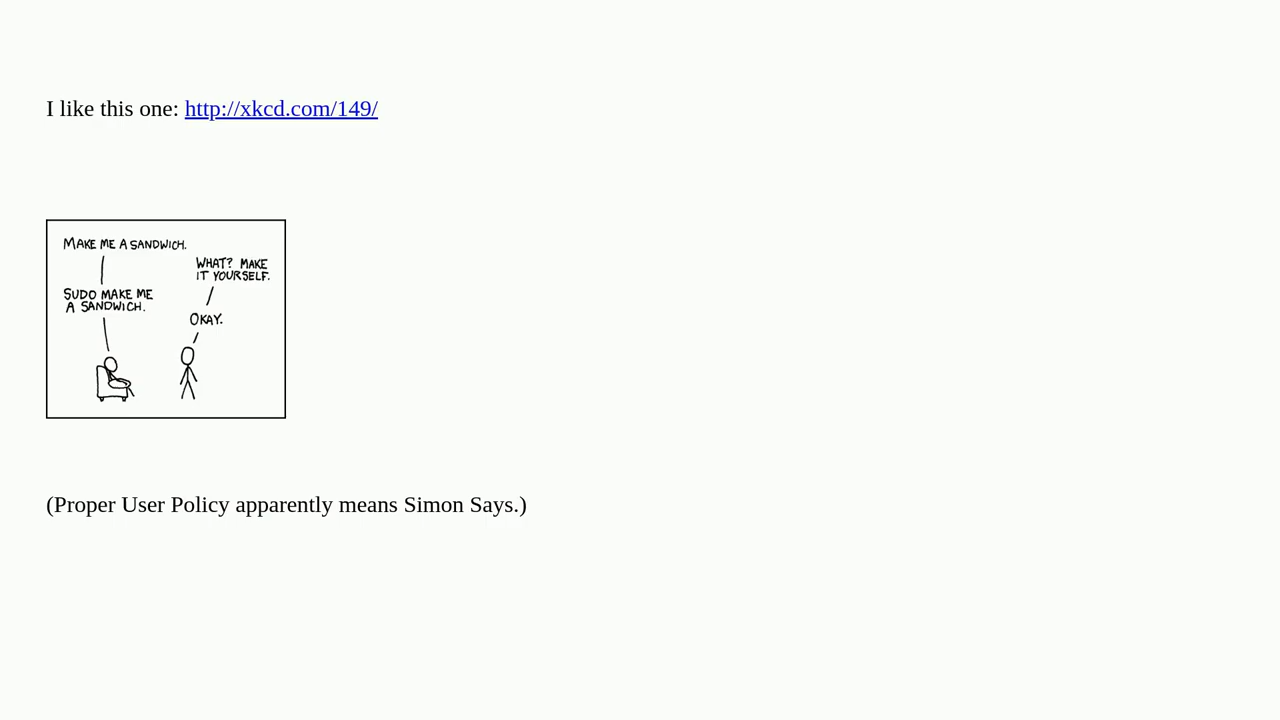 I like this one: http://xkcd.com/149/
MAKE ME A SANDWICH.
WHAT? MAKE
IT YOURSELF.
SUDO MAKE ME
A SANDWICH.
OKAY.
(Proper User Policy apparently means Simon Says.)